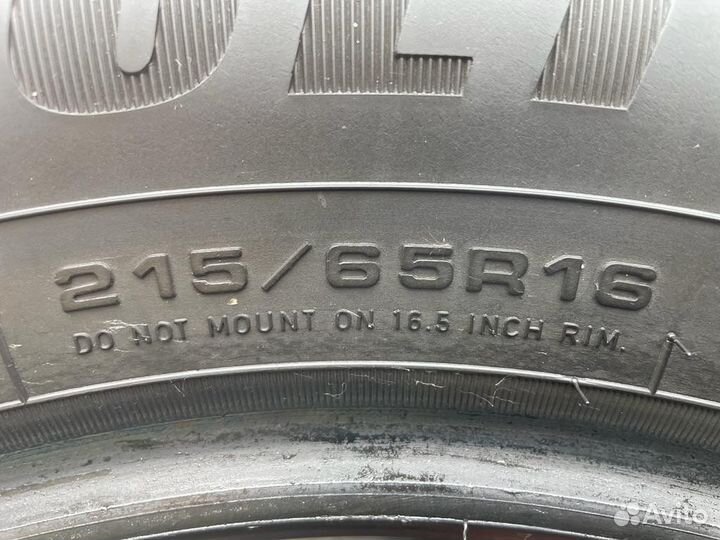 215/65R16
DO NOT MOUNT ON 16.5 INCH RIM.
Avito